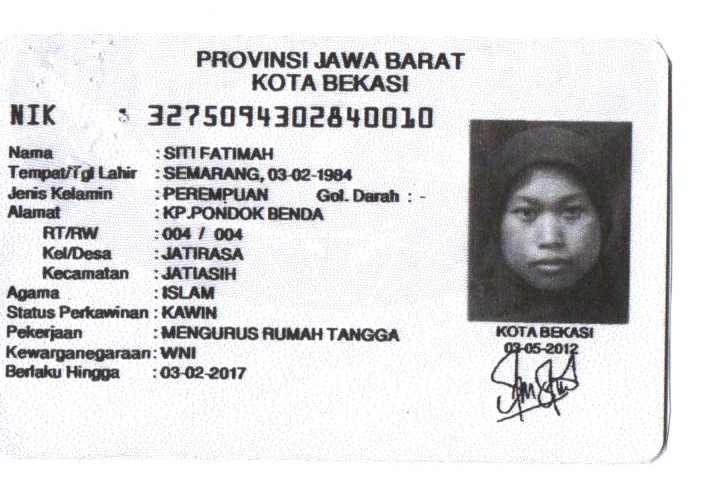 PROVINSI JAWA BARAT
KOTA BEKASI
NIK : 3275094302840010
Nama : SITI FATIMAH
Tempat/Tgl Lahir : SEMARANG, 03-02-1984
Jenis Kelamin : PEREMPUAN Gol. Darah : -
Alamat : KP.PONDOK BENDA
RT/RW : 004 / 004
Kel/Desa : JATIRASA
Kecamatan : JATIASIH
Agama : ISLAM
Status Perkawinan : KAWIN
Pekerjaan : MENGURUS RUMAH TANGGA
Kewarganegaraan : WNI
Berlaku Hingga : 03-02-2017
KOTA BEKASI
03-05-2012